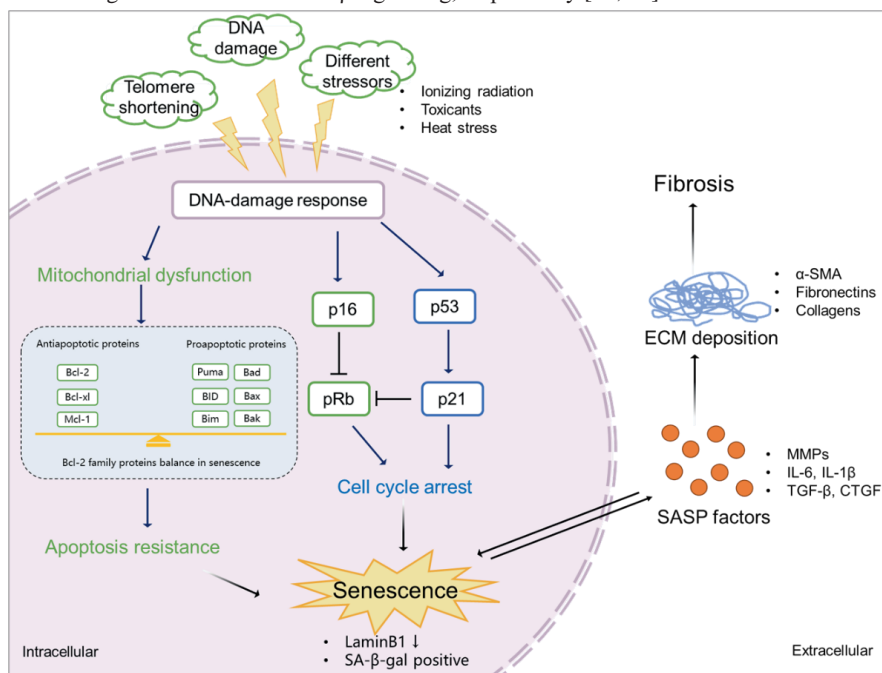 DNA
damage
Different
stressors
Telomere
shortening
• Ionizing radiation
• Toxicants
• Heat stress
DNA-damage response
Fibrosis
Mitochondrial dysfunction
p16
p53
• α-SMA
• Fibronectins
• Collagens
ECM deposition
Antiapoptotic proteins
Proapoptotic proteins
Bcl-2
Puma
Bad
Bcl-xl
BID
Bax
Mcl-1
Bim
Bak
Bcl-2 family proteins balance in senescence
pRb
p21
Cell cycle arrest
• MMPs
• IL-6, IL-1β
• TGF-β, CTGF
SASP factors
Apoptosis resistance
Senescence
• LaminB1 ↓
• SA-β-gal positive
Intracellular
Extracellular